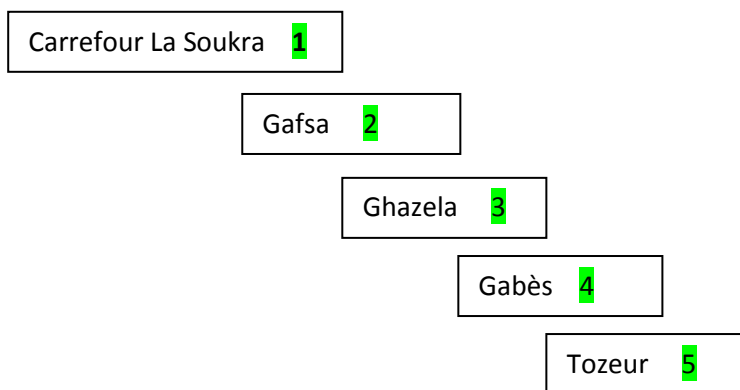 Carrefour La Soukra 1
Gafsa 2
Ghazela 3
Gabès 4
Tozeur 5